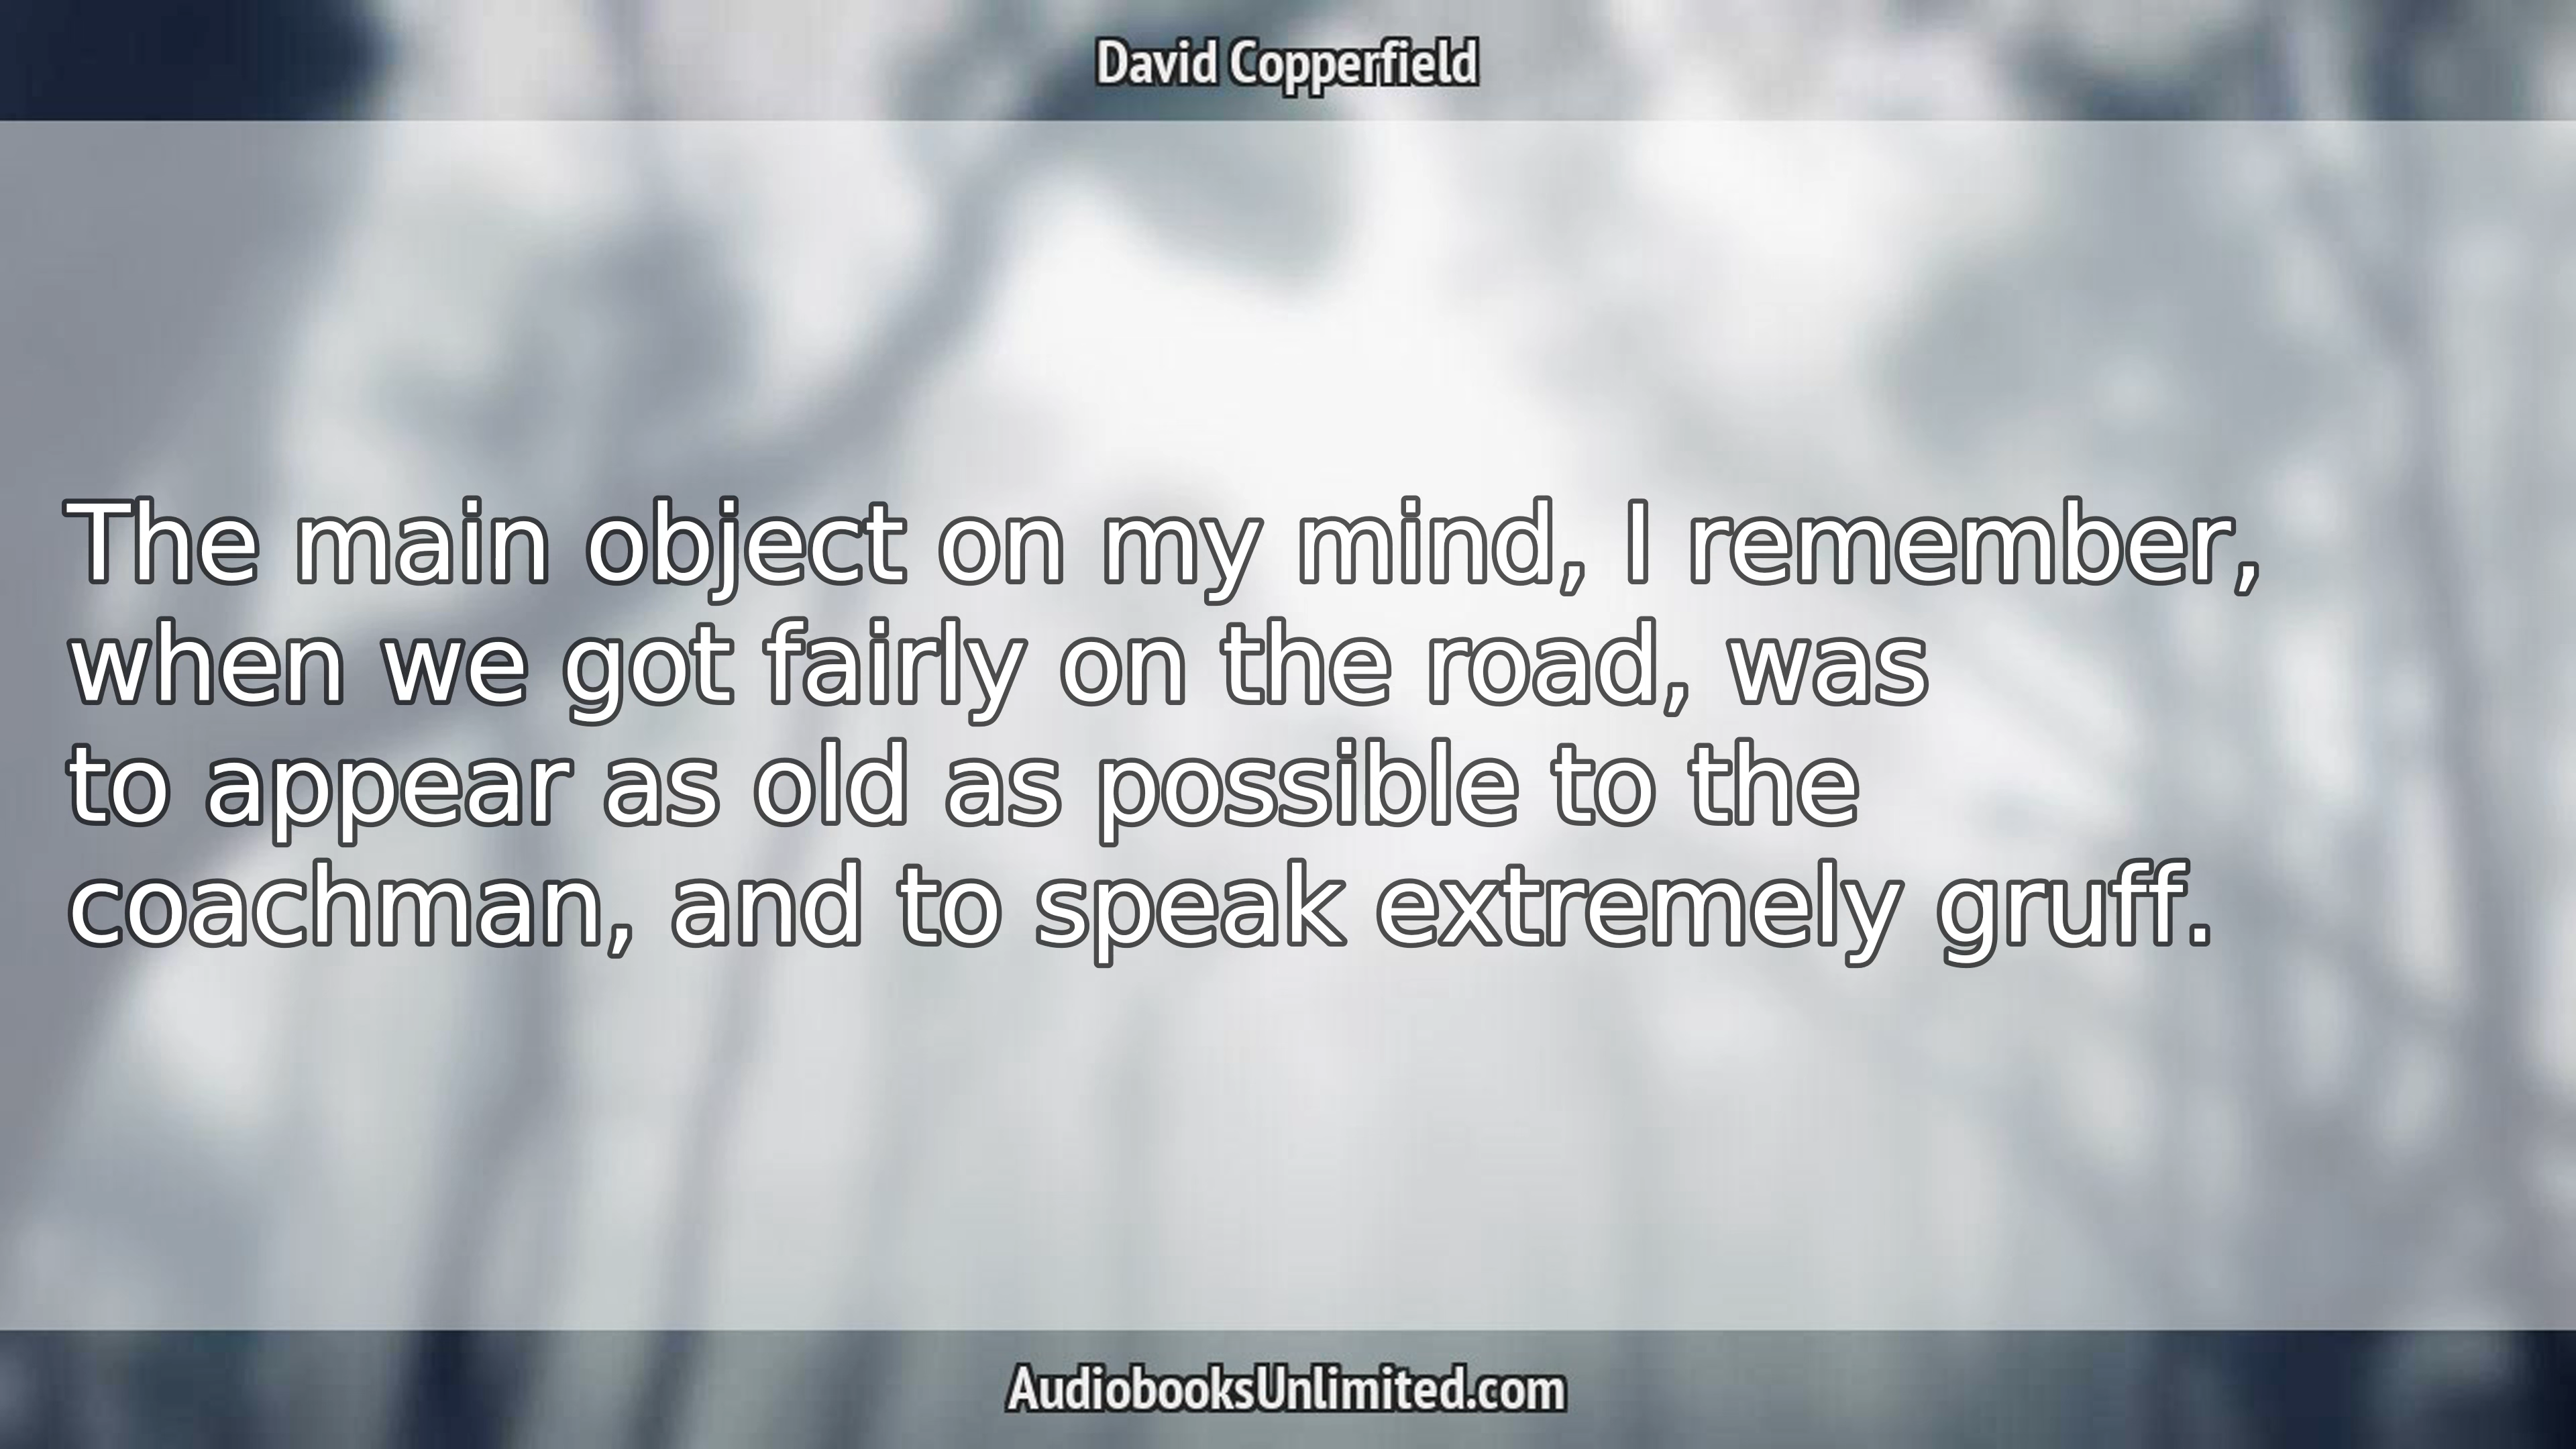 David Copperfield
The main object on my mind, I remember,
when we got fairly on the road, was
to appear as old as possible to the
coachman, and to speak extremely gruff.
AudiobooksUnlimited.com